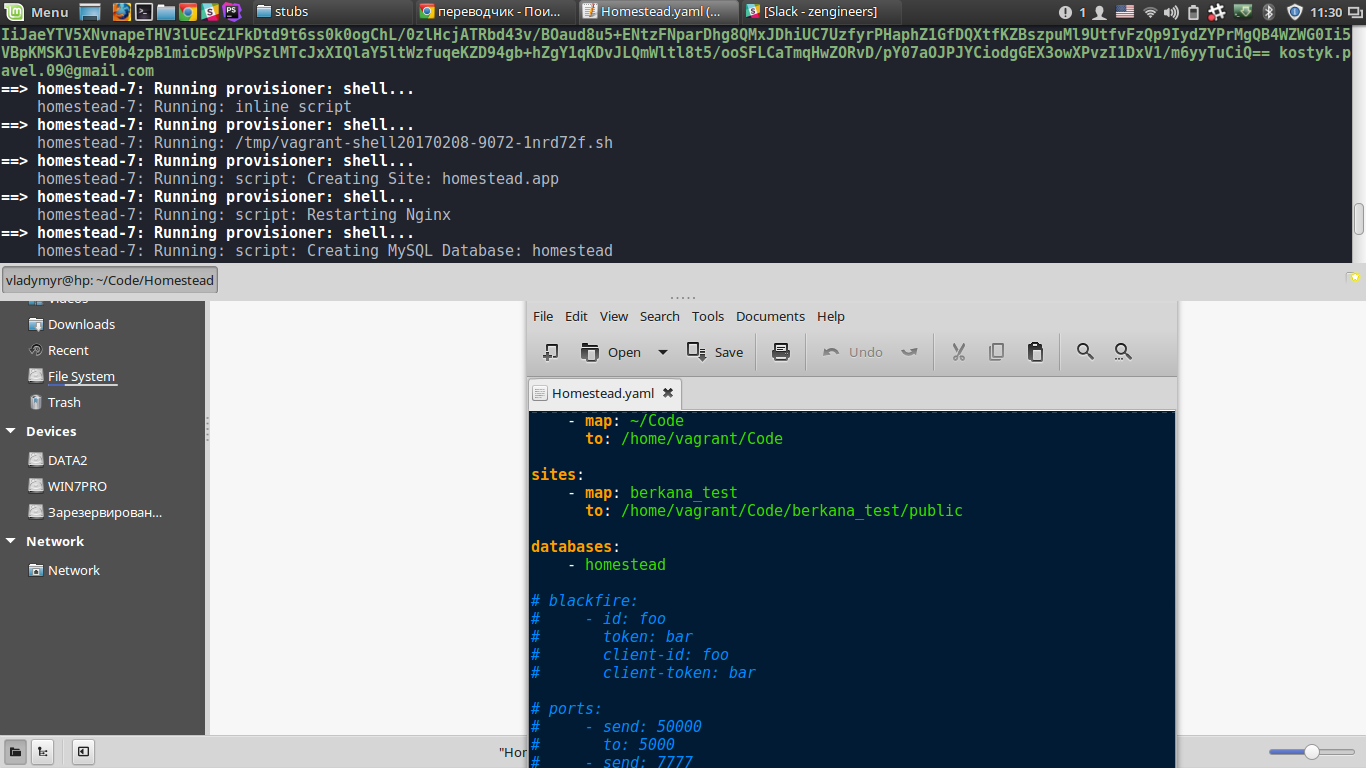 Menu
stubs
переводчик - Пои...
Homestead.yaml (...
[Slack - zengineers]
1
11:30
IiJaeYTV5XNvnapeTHV3lUEcZ1FkDtd9t6ss0k0ogChL/0zlHcjATRbd43v/BOaud8u5+ENtzFNparDhg8QMxJDhiUC7UzfyrPHaphZ1GfDQXtfKZBszpuMl9UtfvFzQp9IydZYPrMgQB4WZWG0Ii5
VBpKMSKJlEvE0b4zpB1micD5WpVPSzlMTcJxXIQlaY5ltWzfuqeKZD94gb+hZgY1qKDvJLQmWltl8t5/ooSFLCaTmqHwZORvD/pY07aOJPJYCiodgGEX3owXPvzI1DxV1/m6yyTuCiQ== kostyk.p
avel.09@gmail.com
==> homestead-7: Running provisioner: shell...
homestead-7: Running: inline script
==> homestead-7: Running provisioner: shell...
homestead-7: Running: /tmp/vagrant-shell20170208-9072-1nrd72f.sh
==> homestead-7: Running provisioner: shell...
homestead-7: Running: script: Creating Site: homestead.app
==> homestead-7: Running provisioner: shell...
homestead-7: Running: script: Restarting Nginx
==> homestead-7: Running provisioner: shell...
homestead-7: Running: script: Creating MySQL Database: homestead
vladymyr@hp: ~/Code/Homestead
Videos
Downloads
Recent
File System
Trash
Devices
DATA2
WIN7PRO
Зарезервирован...
Network
Network
"Hor
File Edit View Search Tools Documents Help
Open Save Undo
Homestead.yaml
- map: ~/Code
to: /home/vagrant/Code
sites:
- map: berkana_test
to: /home/vagrant/Code/berkana_test/public
databases:
- homestead
# blackfire:
# - id: foo
# token: bar
# client-id: foo
# client-token: bar
# ports:
# - send: 50000
# to: 5000
# - send: 7777